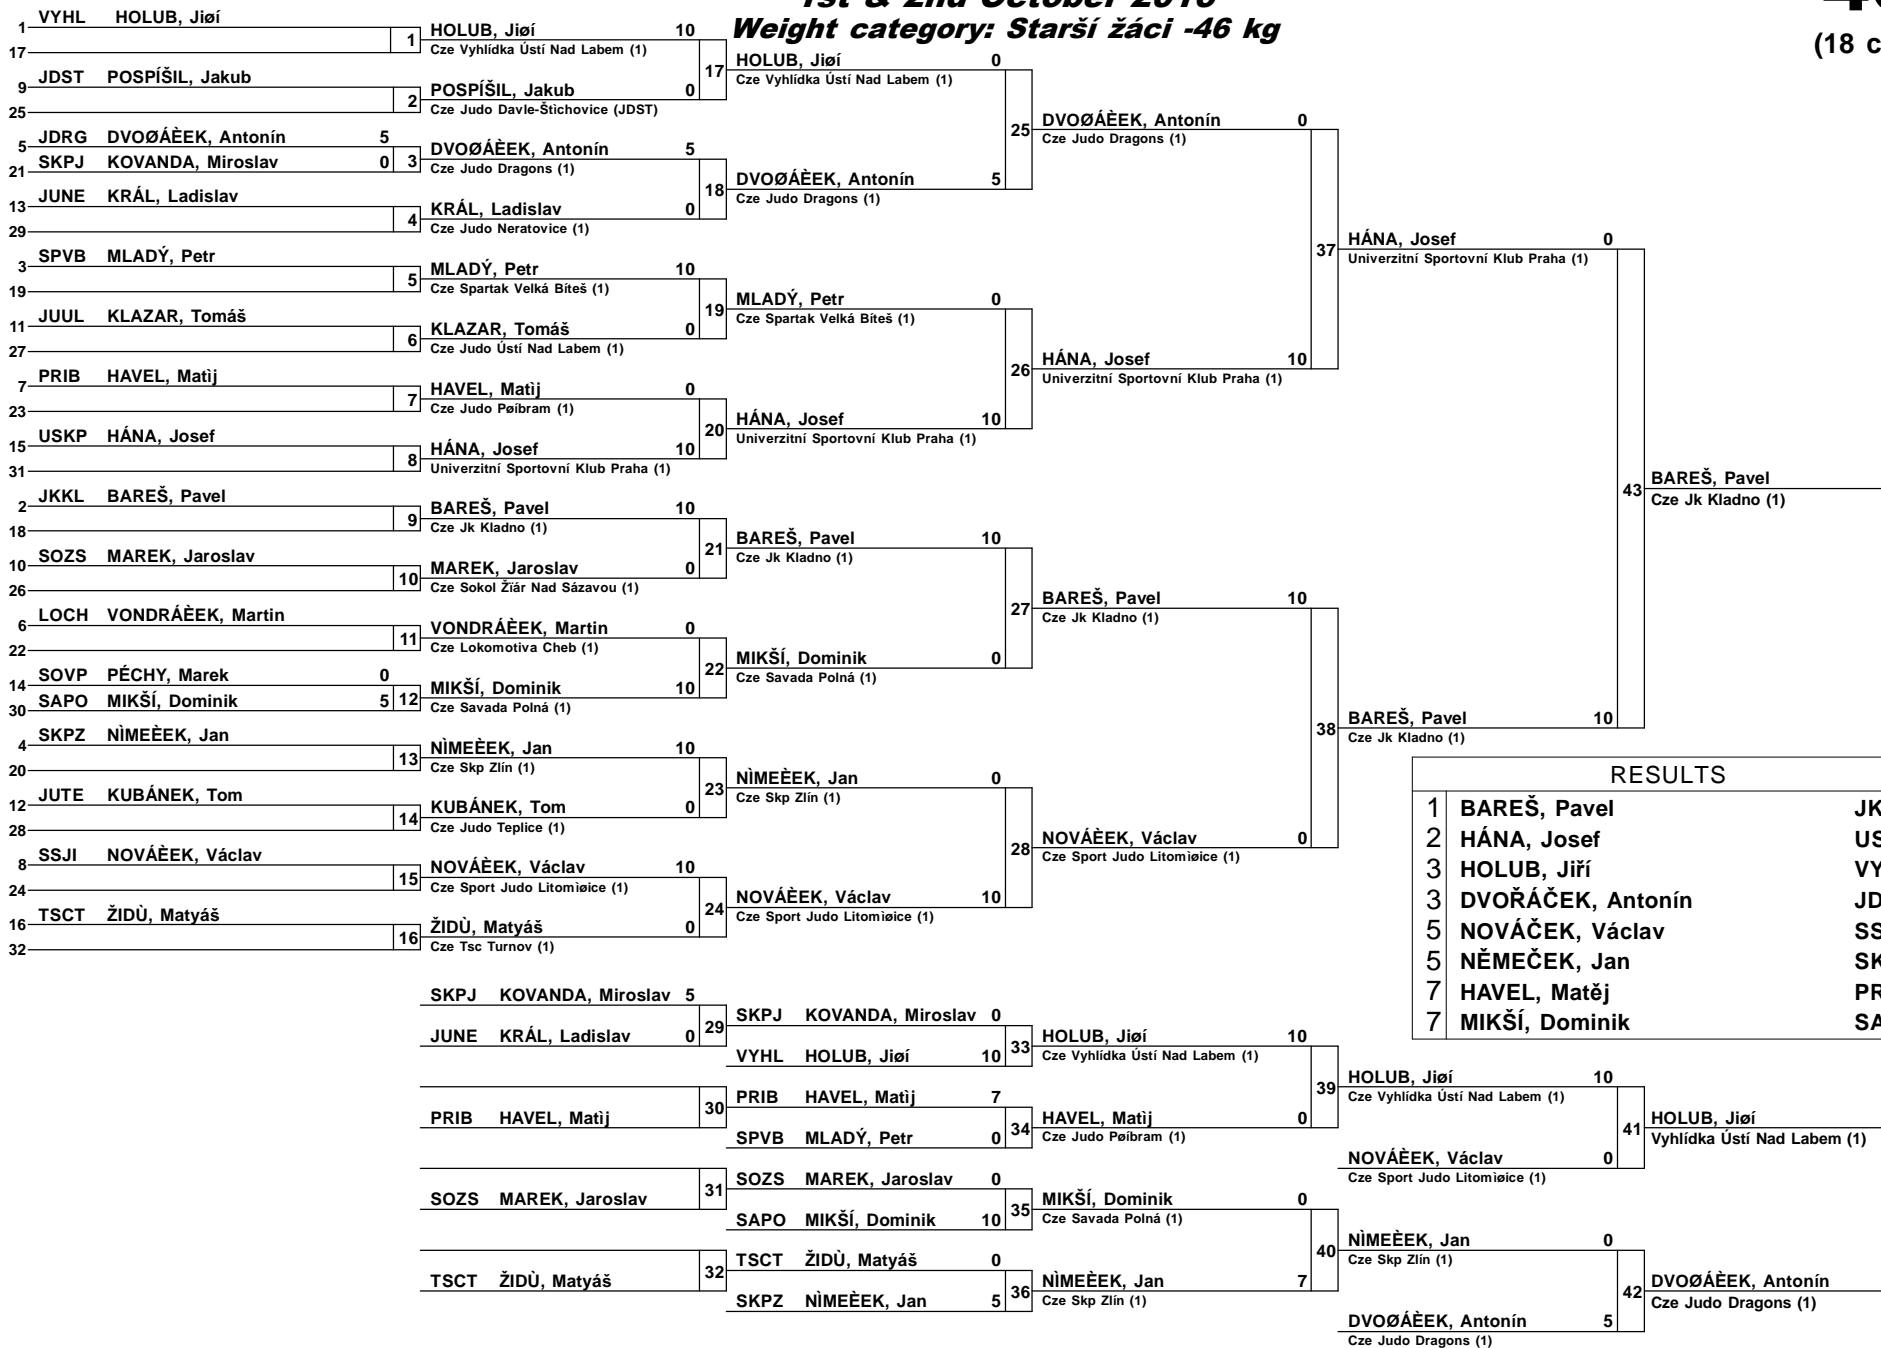 Weight category: Starší žáci -46 kg
(18 c
1 VYHL HOLUB, Jiøí
17
9 JDST POSPÍŠIL, Jakub
25
5 JDRG DVOØÁÈEK, Antonín 5
21 SKPJ KOVANDA, Miroslav 0
13 JUNE KRÁL, Ladislav
29
3 SPVB MLADÝ, Petr
19
11 JUUL KLAZAR, Tomáš
27
7 PRIB HAVEL, Matìj
23
15 USKP HÁNA, Josef
31
2 JKKL BAREŠ, Pavel
18
10 SOZS MAREK, Jaroslav
26
6 LOCH VONDRÁÈEK, Martin
22
14 SOVP PÉCHY, Marek 0
30 SAPO MIKŠÍ, Dominik 5
4 SKPZ NÌMEÈEK, Jan
20
12 JUTE KUBÁNEK, Tom
28
8 SSJI NOVÁÈEK, Václav
24
16 TSCT ŽIDÙ, Matyáš
32
1 HOLUB, Jiøí 10
Cze Vyhlídka Ústí Nad Labem (1)
2 POSPÍŠIL, Jakub 0
Cze Judo Davle-Štìchovice (JDST)
3 DVOØÁÈEK, Antonín 5
Cze Judo Dragons (1)
4 KRÁL, Ladislav 0
Cze Judo Neratovice (1)
5 MLADÝ, Petr 10
Cze Spartak Velká Bíteš (1)
6 KLAZAR, Tomáš 0
Cze Judo Ústí Nad Labem (1)
7 HAVEL, Matìj 0
Cze Judo Pøíbram (1)
8 HÁNA, Josef 10
Univerzitní Sportovní Klub Praha (1)
9 BAREŠ, Pavel 10
Cze Jk Kladno (1)
10 MAREK, Jaroslav 0
Cze Sokol Žïár Nad Sázavou (1)
11 VONDRÁÈEK, Martin 0
Cze Lokomotiva Cheb (1)
12 MIKŠÍ, Dominik 10
Cze Savada Polná (1)
13 NÌMEÈEK, Jan 10
Cze Skp Zlín (1)
14 KUBÁNEK, Tom 0
Cze Judo Teplice (1)
15 NOVÁÈEK, Václav 10
Cze Sport Judo Litomìøice (1)
16 ŽIDÙ, Matyáš 0
Cze Tsc Turnov (1)
17 HOLUB, Jiøí 0
Cze Vyhlídka Ústí Nad Labem (1)
18 DVOØÁÈEK, Antonín 5
Cze Judo Dragons (1)
19 MLADÝ, Petr 0
Cze Spartak Velká Bíteš (1)
20 HÁNA, Josef 10
Univerzitní Sportovní Klub Praha (1)
21 BAREŠ, Pavel 10
Cze Jk Kladno (1)
22 MIKŠÍ, Dominik 0
Cze Savada Polná (1)
23 NÌMEÈEK, Jan 0
Cze Skp Zlín (1)
24 NOVÁÈEK, Václav 10
Cze Sport Judo Litomìøice (1)
25 DVOØÁÈEK, Antonín 0
Cze Judo Dragons (1)
26 HÁNA, Josef 10
Univerzitní Sportovní Klub Praha (1)
27 BAREŠ, Pavel 10
Cze Jk Kladno (1)
28 NOVÁÈEK, Václav 0
Cze Sport Judo Litomìøice (1)
37 HÁNA, Josef 0
Univerzitní Sportovní Klub Praha (1)
38 BAREŠ, Pavel 10
Cze Jk Kladno (1)
43 BAREŠ, Pavel
Cze Jk Kladno (1)
RESULTS
1 BAREŠ, Pavel JK
2 HÁNA, Josef US
3 HOLUB, Jiří VY
3 DVOŘÁČEK, Antonín JD
5 NOVÁČEK, Václav SS
5 NĚMEČEK, Jan SK
7 HAVEL, Matěj PR
7 MIKŠÍ, Dominik SA
SKPJ KOVANDA, Miroslav 5
JUNE KRÁL, Ladislav 0
PRIB HAVEL, Matìj
SOZS MAREK, Jaroslav
TSCT ŽIDÙ, Matyáš
29 SKPJ KOVANDA, Miroslav 0
VYHL HOLUB, Jiøí 10
30 PRIB HAVEL, Matìj 7
SPVB MLADÝ, Petr 0
31 SOZS MAREK, Jaroslav 0
SAPO MIKŠÍ, Dominik 10
32 TSCT ŽIDÙ, Matyáš 0
SKPZ NÌMEÈEK, Jan 5
33 HOLUB, Jiøí 10
Cze Vyhlídka Ústí Nad Labem (1)
34 HAVEL, Matìj 0
Cze Judo Pøíbram (1)
35 MIKŠÍ, Dominik 0
Cze Savada Polná (1)
36 NÌMEÈEK, Jan 7
Cze Skp Zlín (1)
39 HOLUB, Jiøí 10
Cze Vyhlídka Ústí Nad Labem (1)
NOVÁÈEK, Václav 0
Cze Sport Judo Litomìøice (1)
40 NÌMEÈEK, Jan 0
Cze Skp Zlín (1)
DVOØÁÈEK, Antonín 5
Cze Judo Dragons (1)
41 HOLUB, Jiøí
Vyhlídka Ústí Nad Labem (1)
42 DVOØÁÈEK, Antonín
Cze Judo Dragons (1)